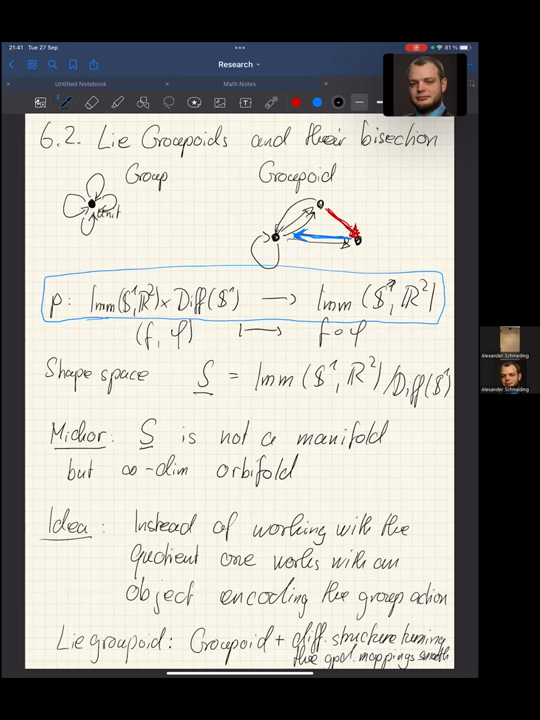 21:41 Tue 27 Sep
81 %
Research
Untitled Notebook
Math Notes
6.2. Lie Groupoids and their bisection
Group
Groupoid
Unit
p: Imm(S¹,R²) x Diff(S¹) → Imm(S¹,R²)
(f, φ) ↦ f∘φ
Shape space S = Imm(S¹,R²)/Diff(S¹)
Michor: S is not a manifold
but ∞-dim orbifold
Idea: Instead of working with the
quotient one works with an
object encoding the group action
Lie groupoid: Groupoid + diff. structure turning
the gpd. mappings smooth
Alexander Schmeding
Alexander Schmeding